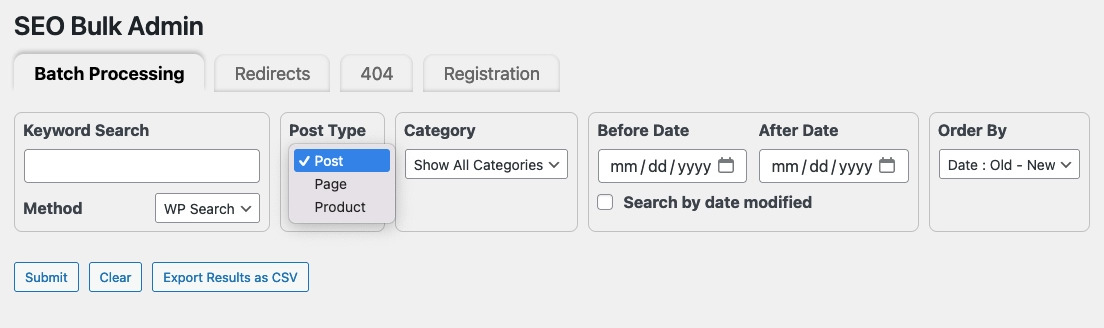 SEO Bulk Admin
Batch Processing Redirects 404 Registration
Keyword Search Post Type Category Before Date After Date Order By
✓ Post Show All Categories mm/dd/yyyy mm/dd/yyyy Date : Old - New
Page
Method WP Search Product Search by date modified
Submit Clear Export Results as CSV